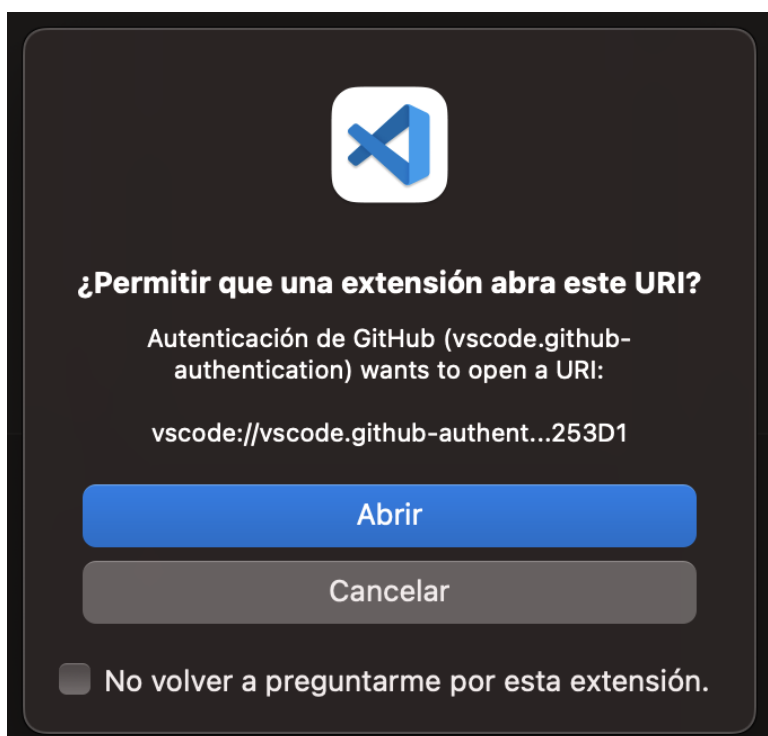 ¿Permitir que una extensión abra este URI?
Autenticación de GitHub (vscode.github-
authentication) wants to open a URI:
vscode://vscode.github-authent...253D1
Abrir
Cancelar
No volver a preguntarme por esta extensión.